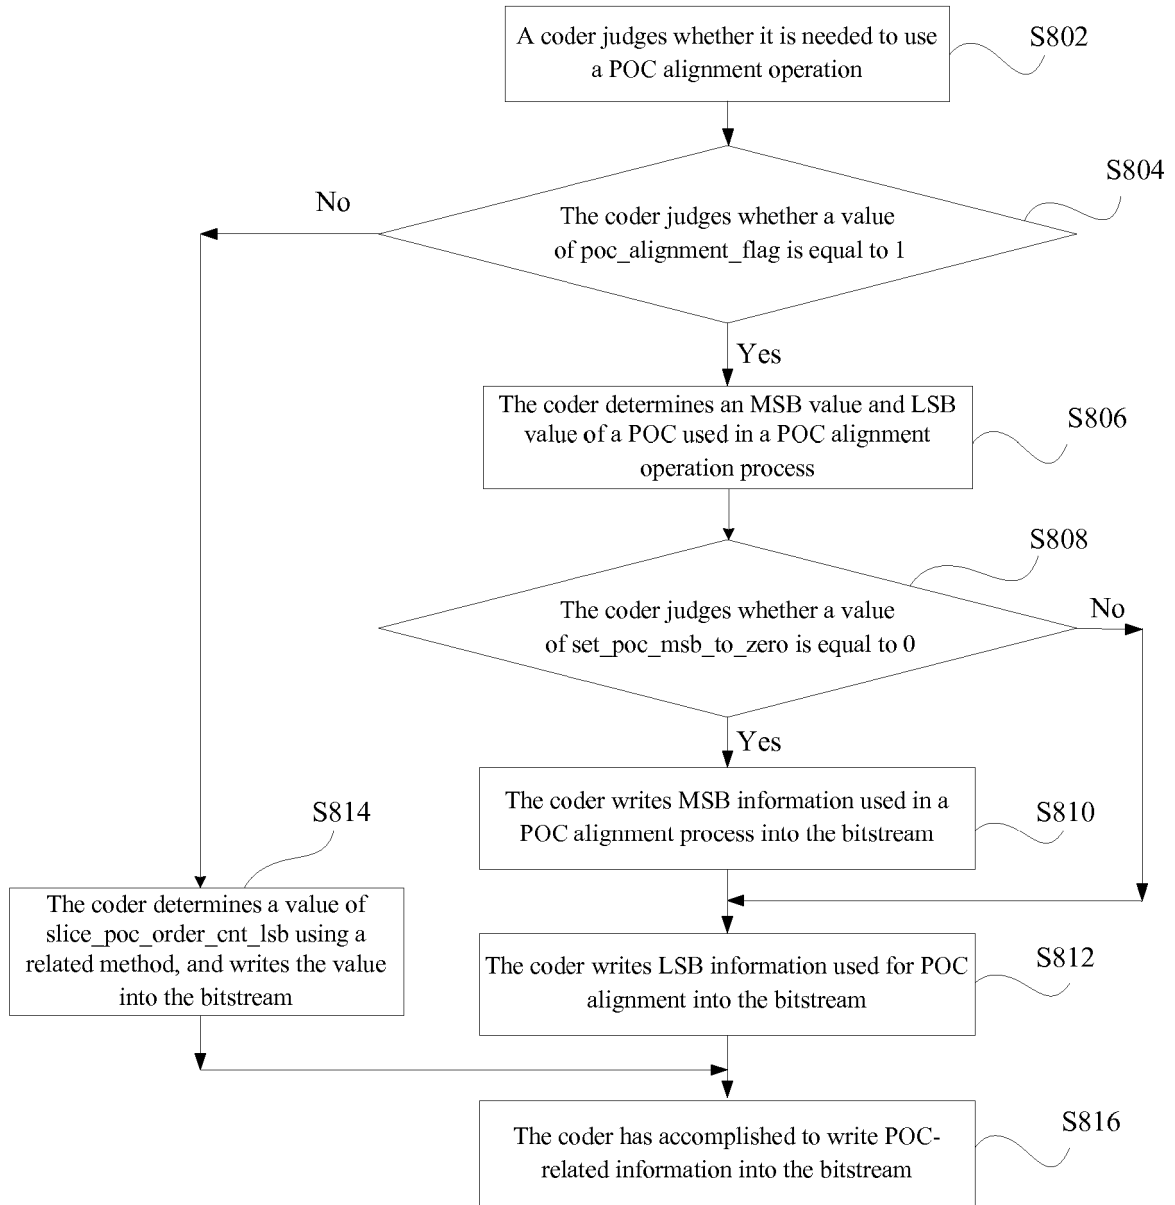 A coder judges whether it is needed to use
a POC alignment operation
S802
S804
No
The coder judges whether a value
of poc_alignment_flag is equal to 1
Yes
The coder determines an MSB value and LSB
value of a POC used in a POC alignment
operation process
S806
S808
The coder judges whether a value
of set_poc_msb_to_zero is equal to 0
No
Yes
The coder writes MSB information used in a
POC alignment process into the bitstream
S810
S814
The coder determines a value of
slice_poc_order_cnt_lsb using a
related method, and writes the value
into the bitstream
The coder writes LSB information used for POC
alignment into the bitstream
S812
The coder has accomplished to write POC-
related information into the bitstream
S816